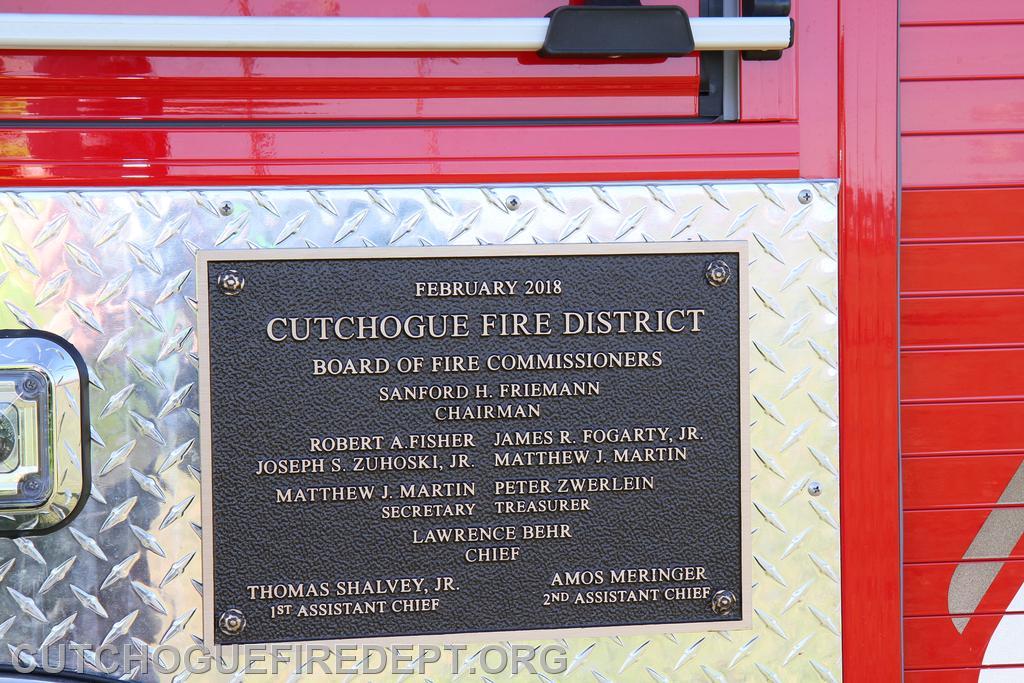 FEBRUARY 2018
CUTCHOGUE FIRE DISTRICT
BOARD OF FIRE COMMISSIONERS
SANFORD H. FRIEMANN
CHAIRMAN
ROBERT A.FISHER JAMES R. FOGARTY, JR.
JOSEPH S. ZUHOSKI, JR. MATTHEW J. MARTIN
MATTHEW J. MARTIN PETER ZWERLEIN
SECRETARY TREASURER
LAWRENCE BEHR
CHIEF
THOMAS SHALVEY, JR. AMOS MERINGER
1ST ASSISTANT CHIEF 2ND ASSISTANT CHIEF
CUTCHOGUEFIREDEPT.ORG